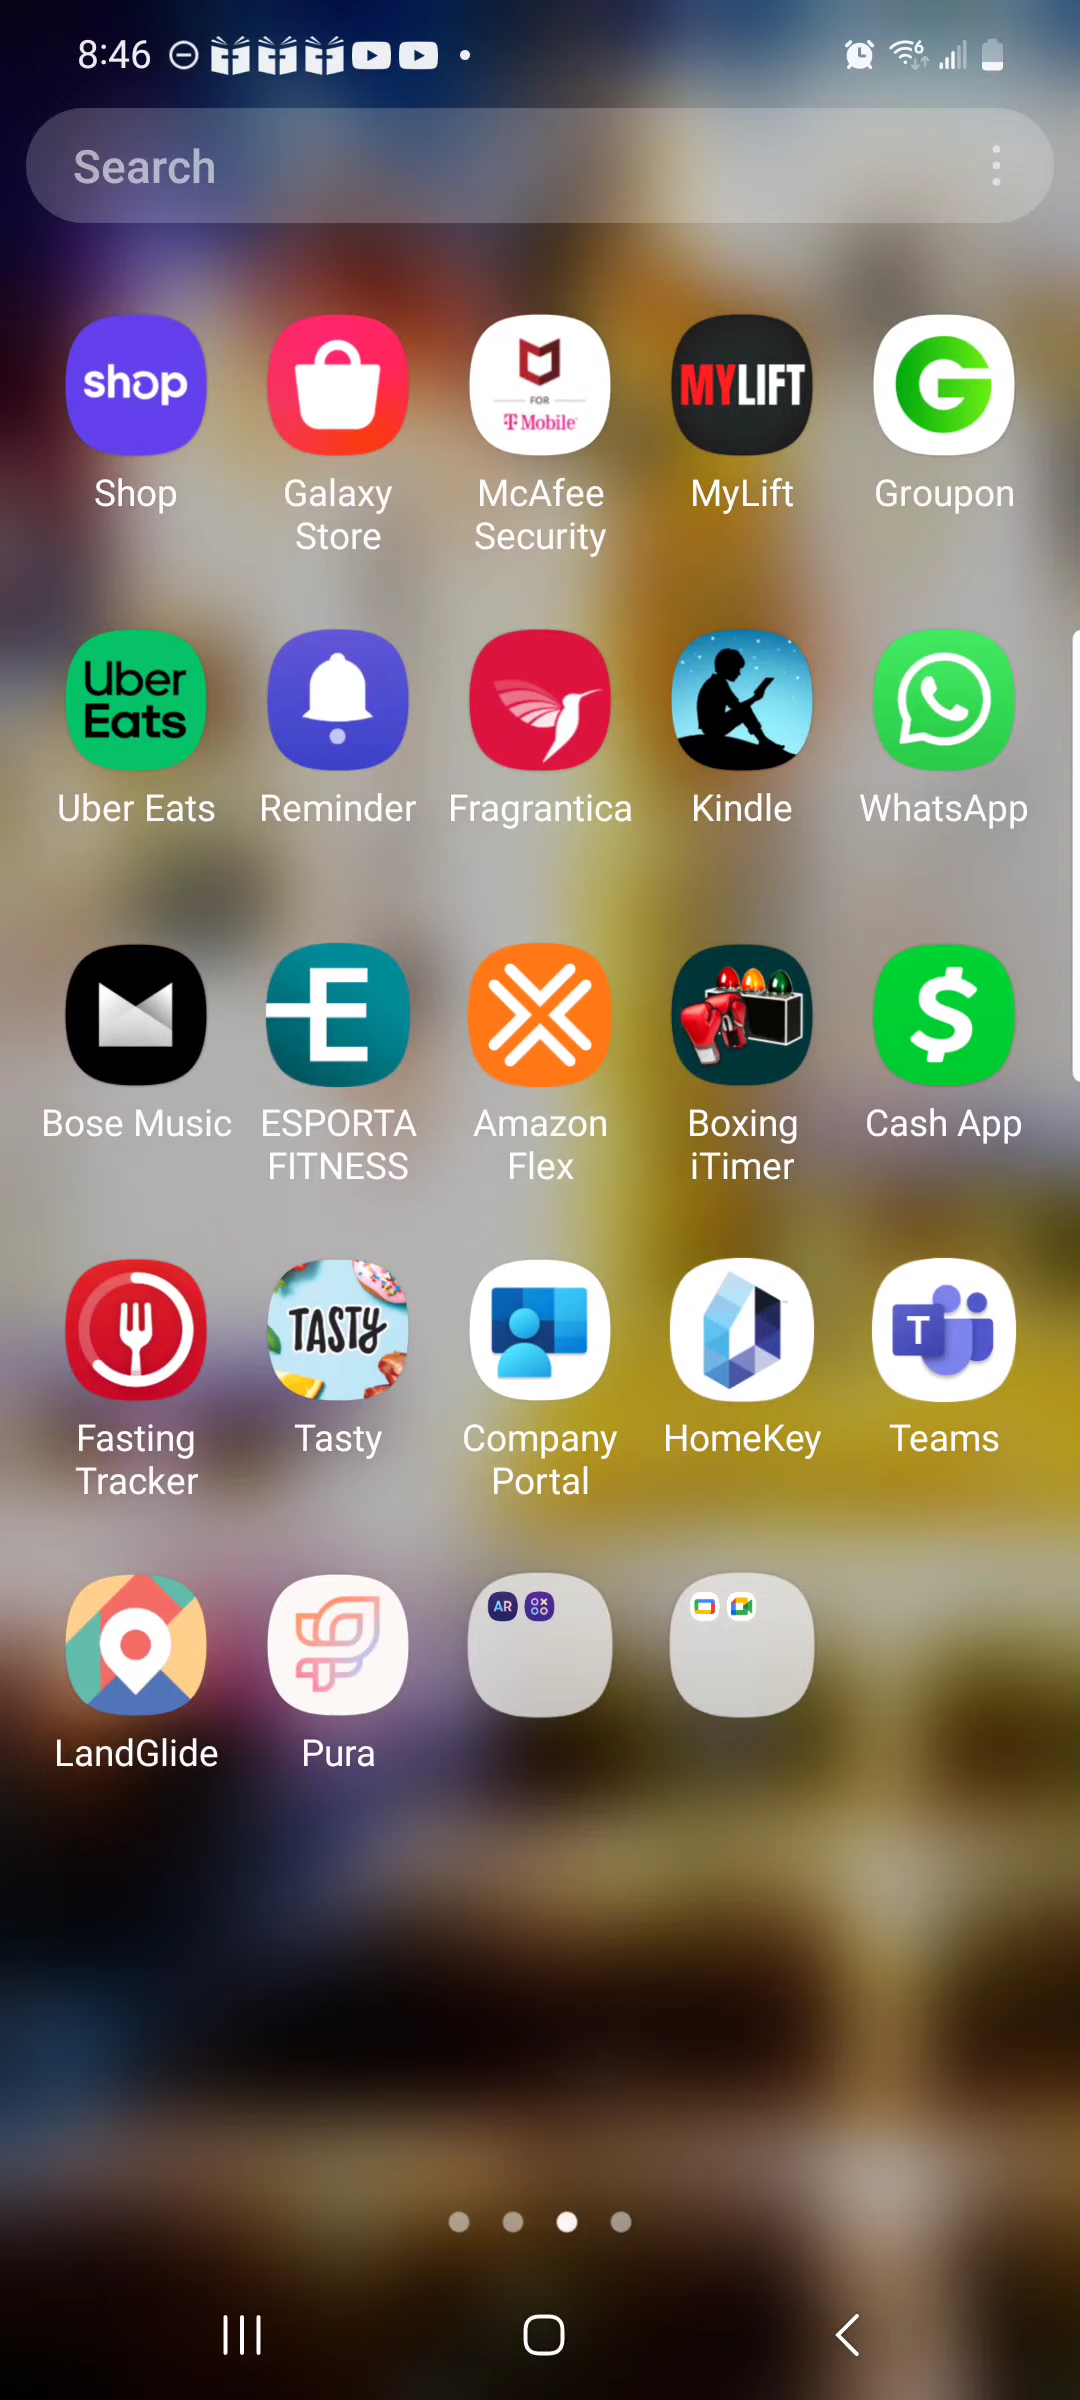 8:46
Search
shop
FOR
T Mobile
MYLIFT
G
Shop
Galaxy
Store
McAfee
Security
MyLift
Groupon
Uber
Eats
Uber Eats
Reminder
Fragrantica
Kindle
WhatsApp
E
$
Bose Music
ESPORTA
FITNESS
Amazon
Flex
Boxing
iTimer
Cash App
TASTY
T
Fasting
Tracker
Tasty
Company
Portal
HomeKey
Teams
AR
LandGlide
Pura